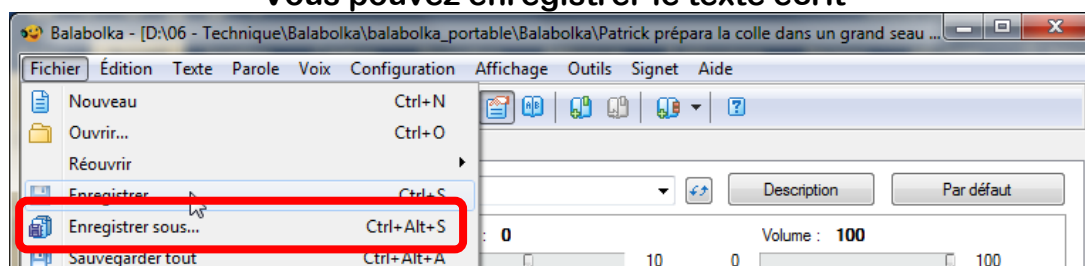 Vous pouvez enregistrer le texte écrit
Balabolka - [D:\06 - Technique\Balabolka\balabolka_portable\Balabolka\Patrick prépara la colle dans un grand seau ...
Fichier Édition Texte Parole Voix Configuration Affichage Outils Signet Aide
Nouveau Ctrl+N
Ouvrir... Ctrl+O
Réouvrir
Enregistrer Ctrl+S
Description Par défaut
Enregistrer sous... Ctrl+Alt+S
: 0 Volume : 100
Sauvegarder tout Ctrl+Alt+A
10 0 100